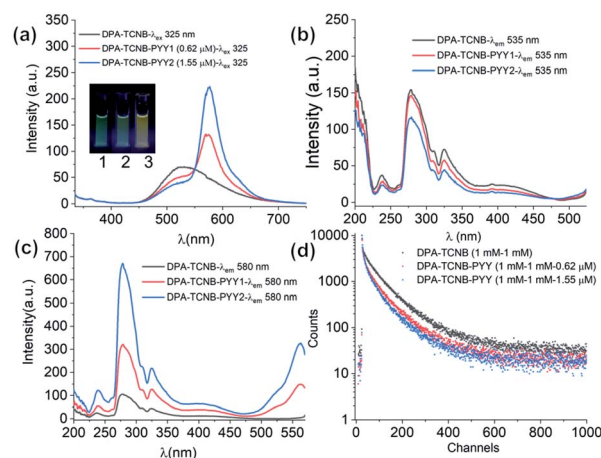 (a)
DPA-TCNB-λex 325 nm
DPA-TCNB-PYY1 (0.62 μM)-λex 325
DPA-TCNB-PYY2 (1.55 μM)-λex 325
Intensity (a.u.)
350
300
250
200
150
100
50
0
1 2 3
400 500 600 700
λ(nm)
(b)
DPA-TCNB-λem 535 nm
DPA-TCNB-PYY1-λem 535 nm
DPA-TCNB-PYY2-λem 535 nm
Intensity (a.u.)
250
200
150
100
50
0
200 250 300 350 400 450 500
λ (nm)
(c)
DPA-TCNB-λem 580 nm
DPA-TCNB-PYY1-λem 580 nm
DPA-TCNB-PYY2-λem 580 nm
Intensity(a.u.)
800
700
600
500
400
300
200
100
0
200 250 300 350 400 450 500 550
λ(nm)
(d)
DPA-TCNB (1 mM-1 mM)
DPA-TCNB-PYY (1 mM-1 mM-0.62 μM)
DPA-TCNB-PYY (1 mM-1 mM-1.55 μM)
Counts
10000
1000
100
10
1
0 200 400 600 800 1000
Channels